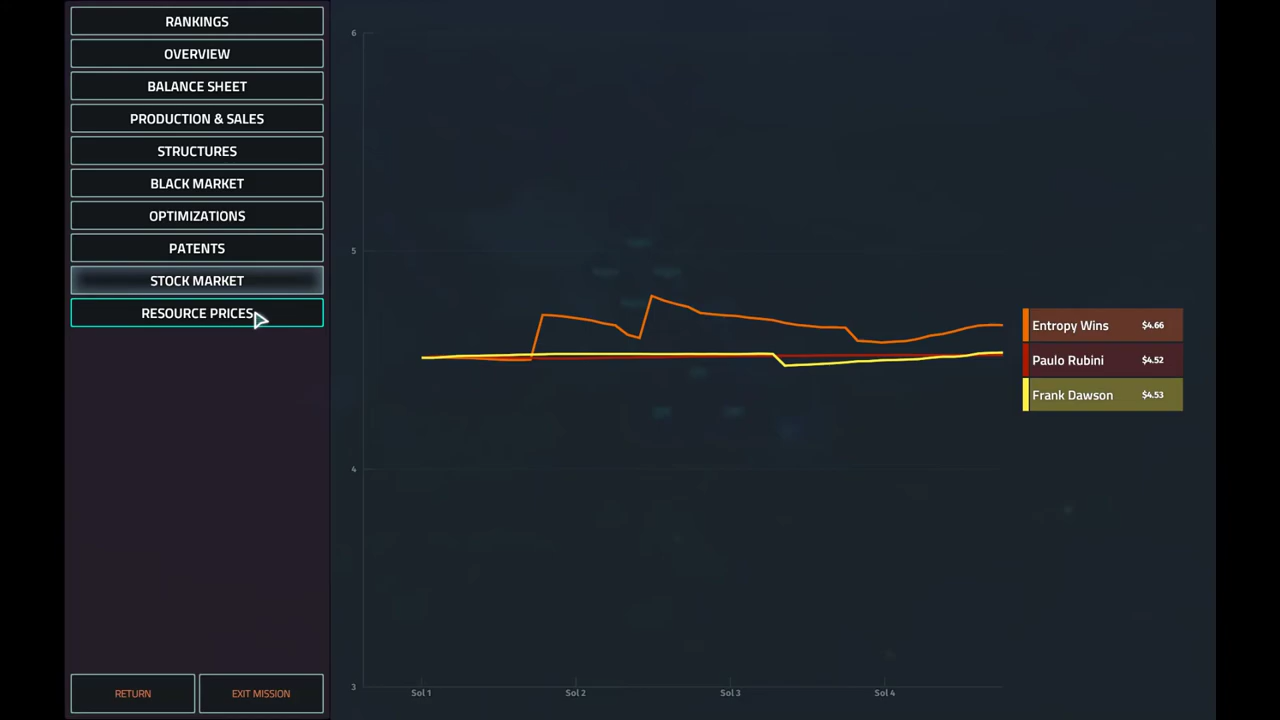 RANKINGS
OVERVIEW
BALANCE SHEET
PRODUCTION & SALES
STRUCTURES
BLACK MARKET
OPTIMIZATIONS
PATENTS
STOCK MARKET
RESOURCE PRICES
RETURN
EXIT MISSION
6
5
4
3
Sol 1
Sol 2
Sol 3
Sol 4
Entropy Wins $4.66
Paulo Rubini $4.52
Frank Dawson $4.53